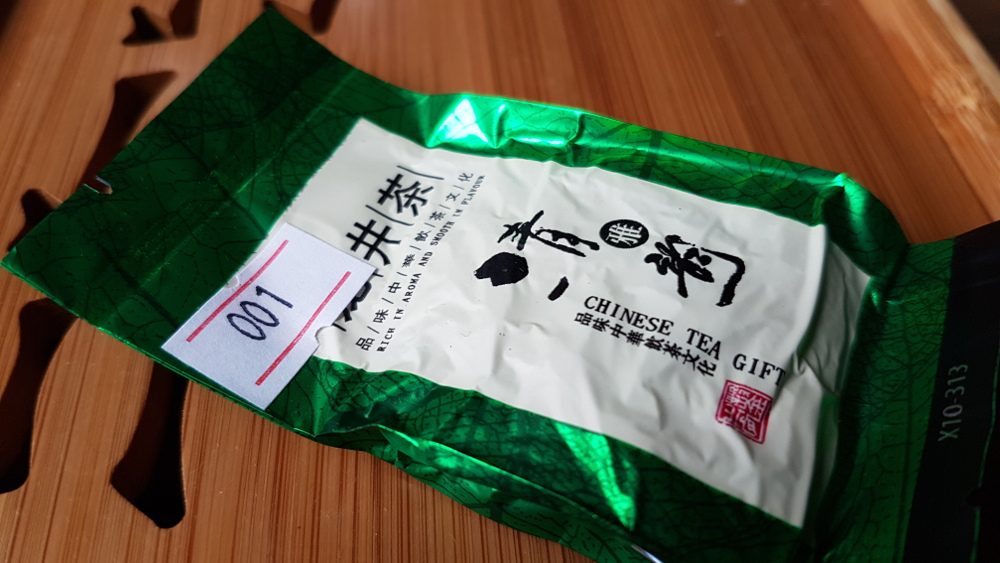 001
井茶
品/味/中/華/飲/茶/文/化
RICH IN AROMA AND SMOOTH IN FLAVOUR
雅
CHINESE TEA GIFT
品味中華飲茶文化
X10-313